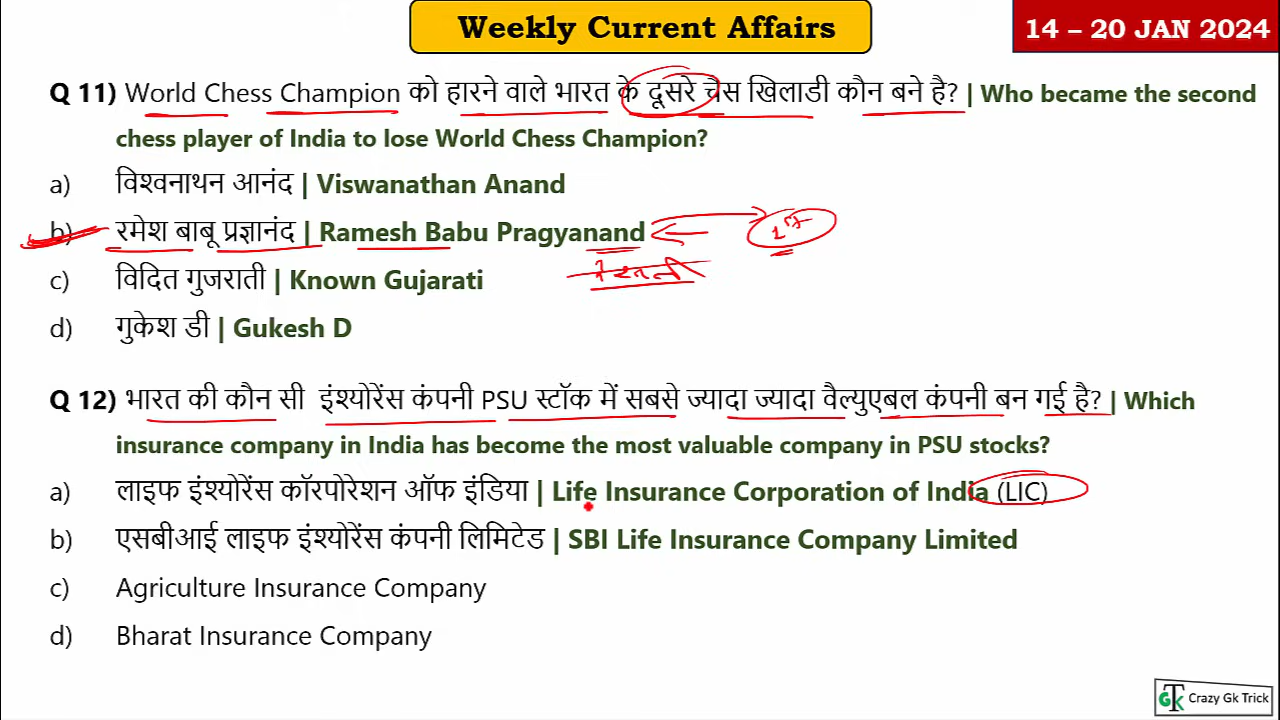 Weekly Current Affairs
14 – 20 JAN 2024
Q 11) World Chess Champion को हारने वाले भारत के दूसरे चैस खिलाडी कौन बने है? | Who became the second
chess player of India to lose World Chess Champion?
a) विश्वनाथन आनंद | Viswanathan Anand
b) रमेश बाबू प्रज्ञानंद | Ramesh Babu Pragyanand
c) विदित गुजराती | Known Gujarati
d) गुकेश डी | Gukesh D
Q 12) भारत की कौन सी इंश्योरेंस कंपनी PSU स्टॉक में सबसे ज्यादा ज्यादा वैल्युएबल कंपनी बन गई है? | Which
insurance company in India has become the most valuable company in PSU stocks?
a) लाइफ इंश्योरेंस कॉरपोरेशन ऑफ इंडिया | Life Insurance Corporation of India (LIC)
b) एसबीआई लाइफ इंश्योरेंस कंपनी लिमिटेड | SBI Life Insurance Company Limited
c) Agriculture Insurance Company
d) Bharat Insurance Company
GTK Crazy Gk Trick